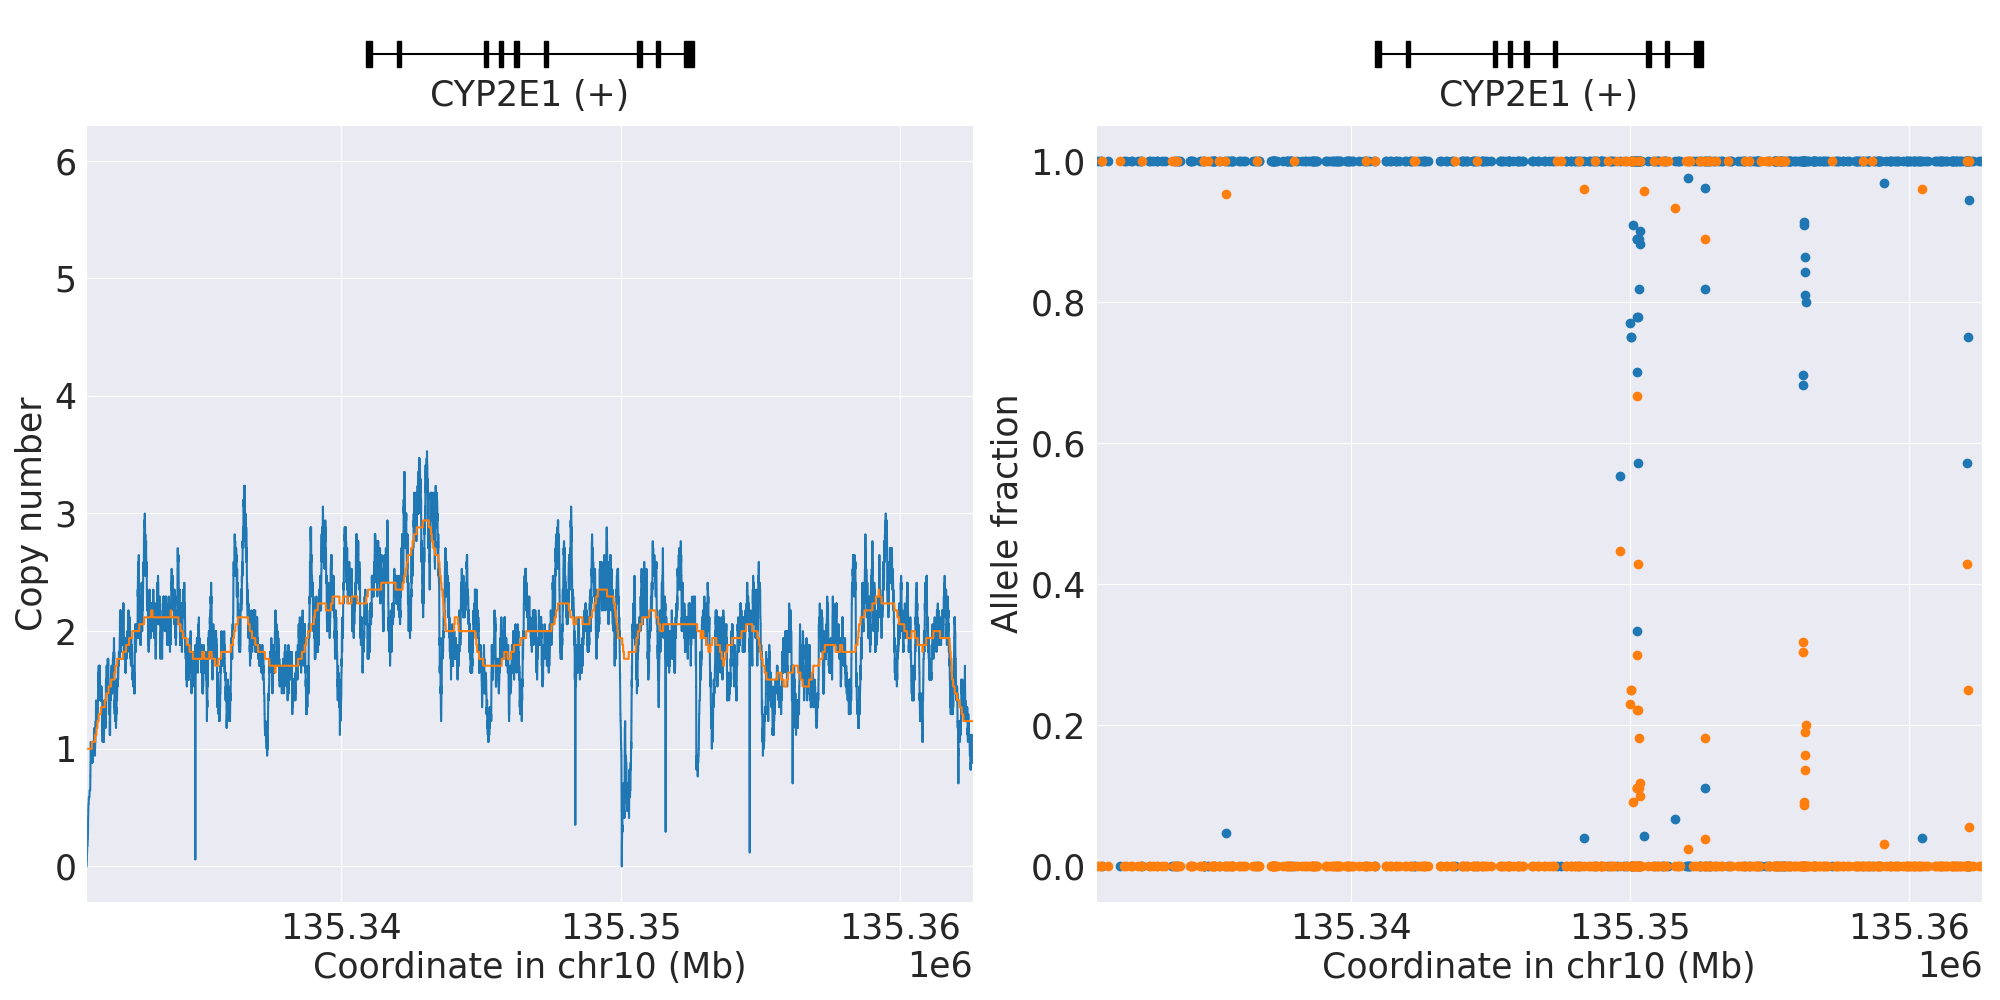 CYP2E1 (+)
6
5
4
3
2
1
0
Copy number
135.34 135.35 135.36
Coordinate in chr10 (Mb)
1e6
CYP2E1 (+)
1.0
0.8
0.6
0.4
0.2
0.0
Allele fraction
135.34 135.35 135.36
Coordinate in chr10 (Mb)
1e6